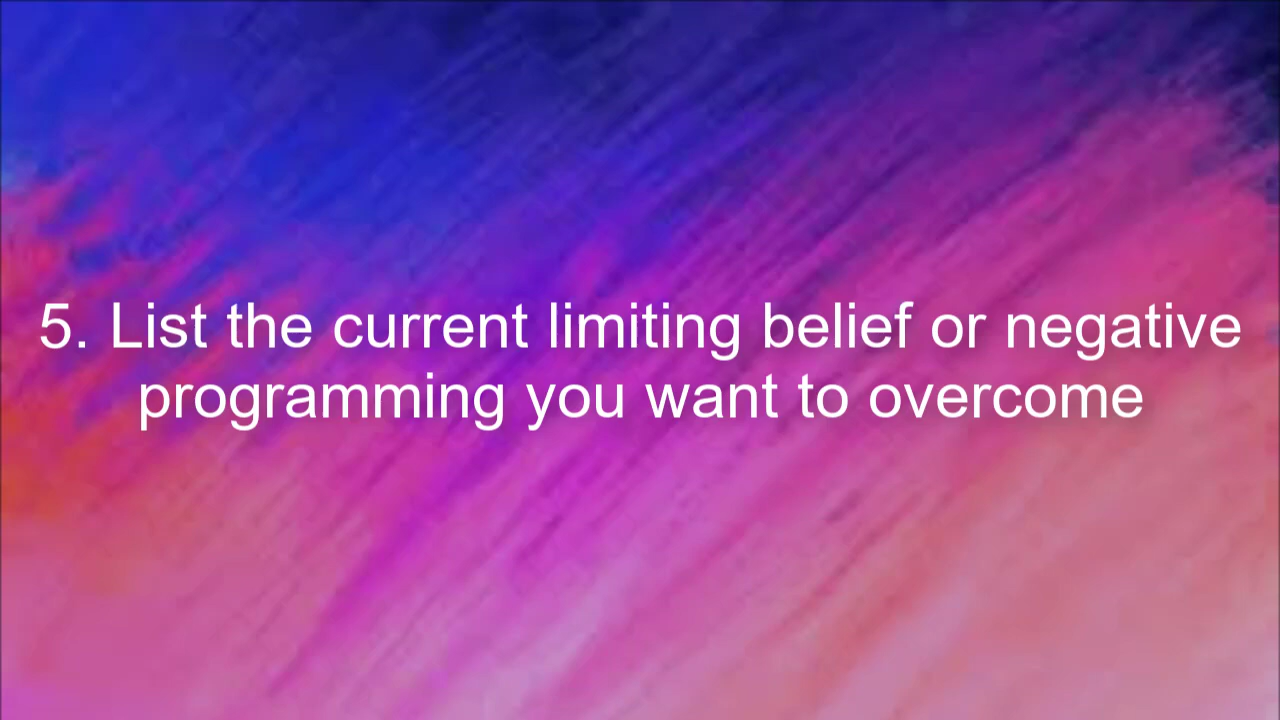 5. List the current limiting belief or negative
programming you want to overcome